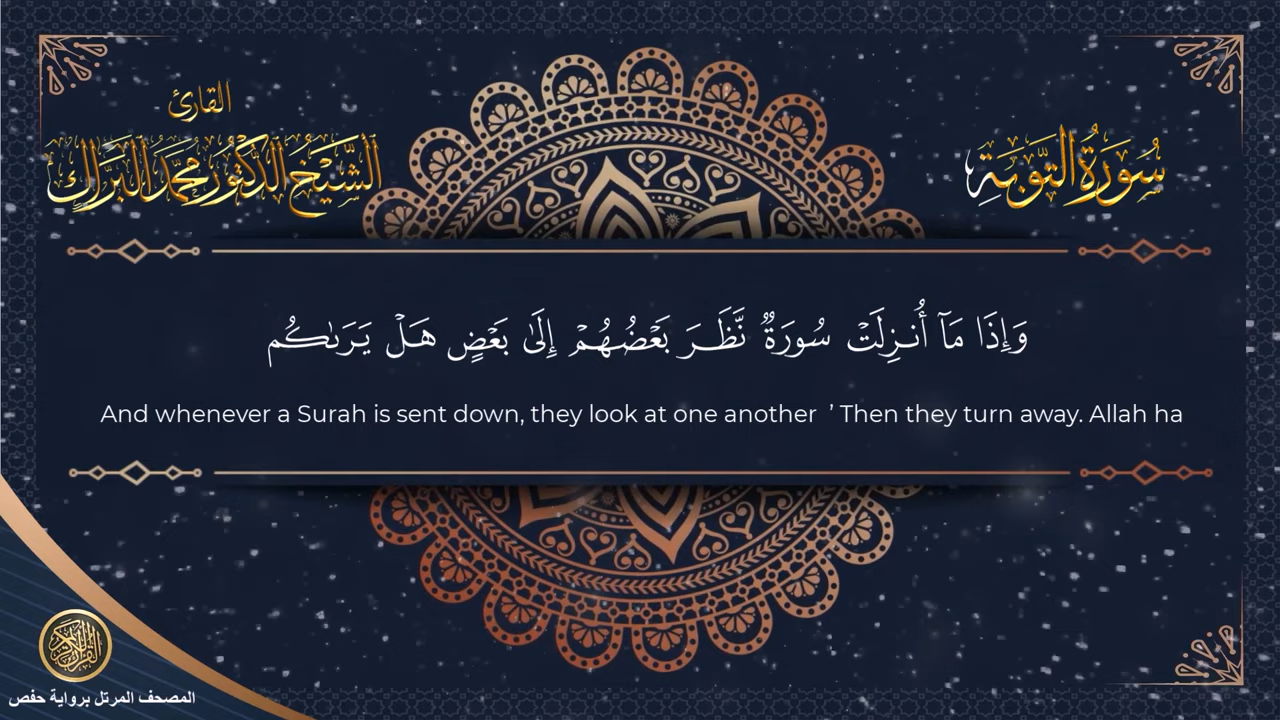 القارئ
الشيخ الدكتور محمد البراك
سورة التوبة
وَإِذَا مَآ أُنزِلَتْ سُورَةٌ نَّظَرَ بَعْضُهُمْ إِلَىٰ بَعْضٍ هَلْ يَرَىٰكُم
And whenever a Surah is sent down, they look at one another ’ Then they turn away. Allah ha
المصحف المرتل برواية حفص